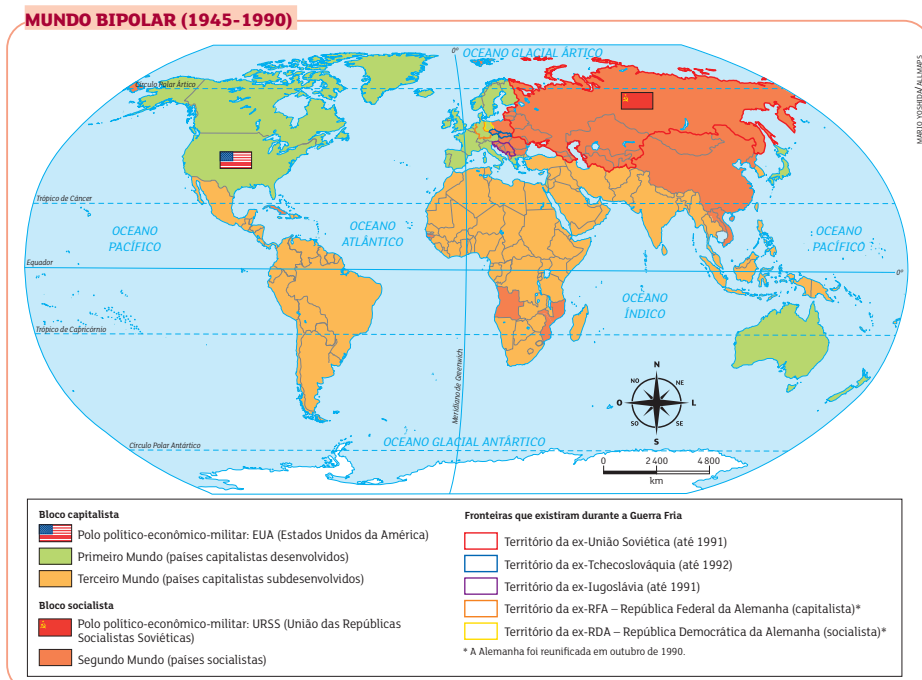 MUNDO BIPOLAR (1945-1990)
MARIO YOSHIDA/ALLMAPS
0°
OCEANO GLACIAL ÁRTICO
Círculo Polar Ártico
Trópico de Câncer
OCEANO
PACÍFICO
OCEANO
ATLÂNTICO
OCEANO
PACÍFICO
Equador
0°
OCEANO
ÍNDICO
Trópico de Capricórnio
Meridiano de Greenwich
N
NO
NE
O
L
SO
SE
S
Círculo Polar Antártico
OCEANO GLACIAL ANTÁRTICO
0
2 400
4 800
km
Bloco capitalista
Polo político-econômico-militar: EUA (Estados Unidos da América)
Primeiro Mundo (países capitalistas desenvolvidos)
Terceiro Mundo (países capitalistas subdesenvolvidos)
Bloco socialista
Polo político-econômico-militar: URSS (União das Repúblicas
Socialistas Soviéticas)
Segundo Mundo (países socialistas)
Fronteiras que existiram durante a Guerra Fria
Território da ex-União Soviética (até 1991)
Território da ex-Tchecoslováquia (até 1992)
Território da ex-Iugoslávia (até 1991)
Território da ex-RFA – República Federal da Alemanha (capitalista)*
Território da ex-RDA – República Democrática da Alemanha (socialista)*
* A Alemanha foi reunificada em outubro de 1990.